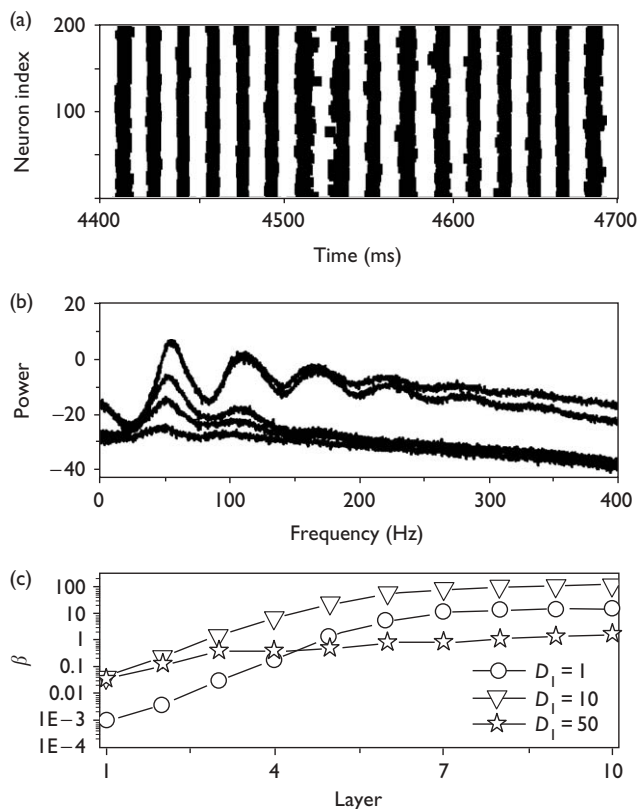 (a)
200
100
Neuron index
4400 4500 4600 4700
Time (ms)
(b)
20
0
−20
−40
Power
0 100 200 300 400
Frequency (Hz)
(c)
100
10
1
0.1
0.01
1E−3
1E−4
β
D1 = 1
D1 = 10
D1 = 50
1 4 7 10
Layer